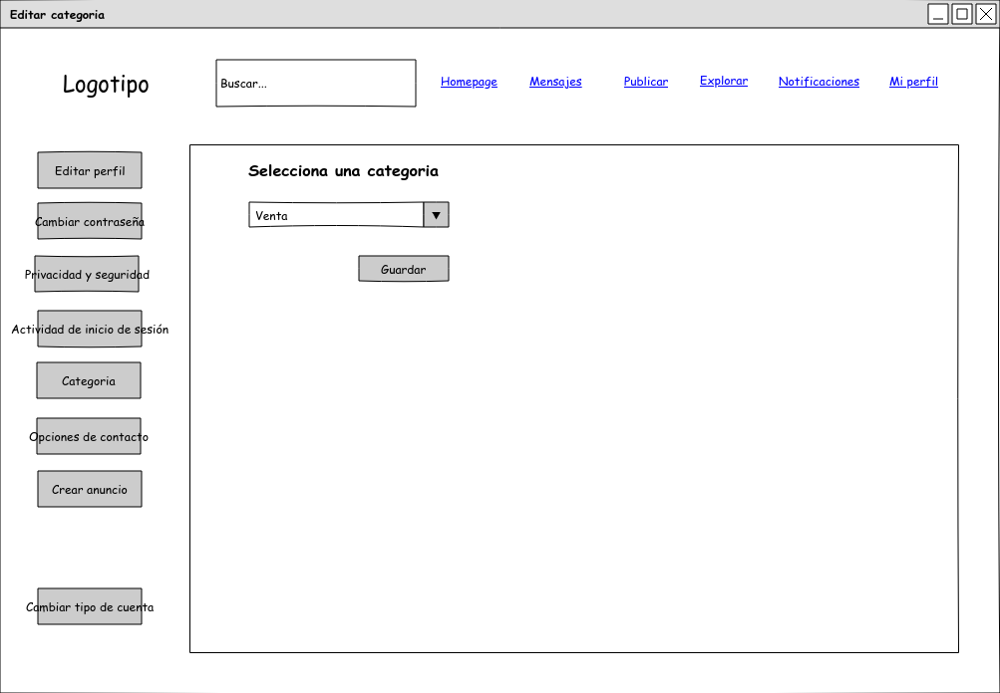 Editar categoria
Logotipo
Buscar...
Homepage
Mensajes
Publicar
Explorar
Notificaciones
Mi perfil
Editar perfil
Cambiar contraseña
Privacidad y seguridad
Actividad de inicio de sesión
Categoria
Opciones de contacto
Crear anuncio
Cambiar tipo de cuenta
Selecciona una categoria
Venta
Guardar